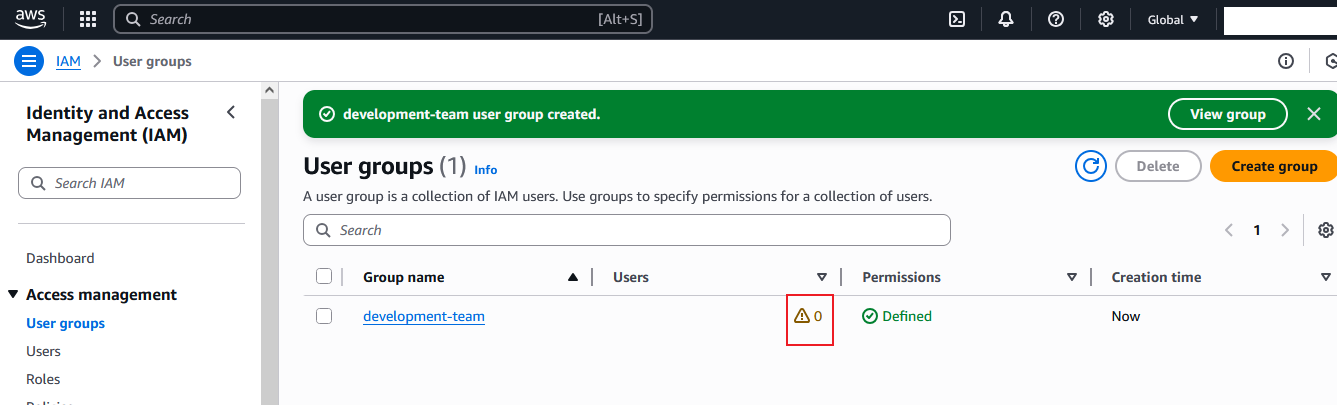 aws Search [Alt+S] Global
IAM > User groups
Identity and Access Management (IAM)
Search IAM
Dashboard
Access management
User groups
Users
Roles
development-team user group created. View group
User groups (1) Info Delete Create group
A user group is a collection of IAM users. Use groups to specify permissions for a collection of users.
Search 1
Group name Users Permissions Creation time
development-team 0 Defined Now